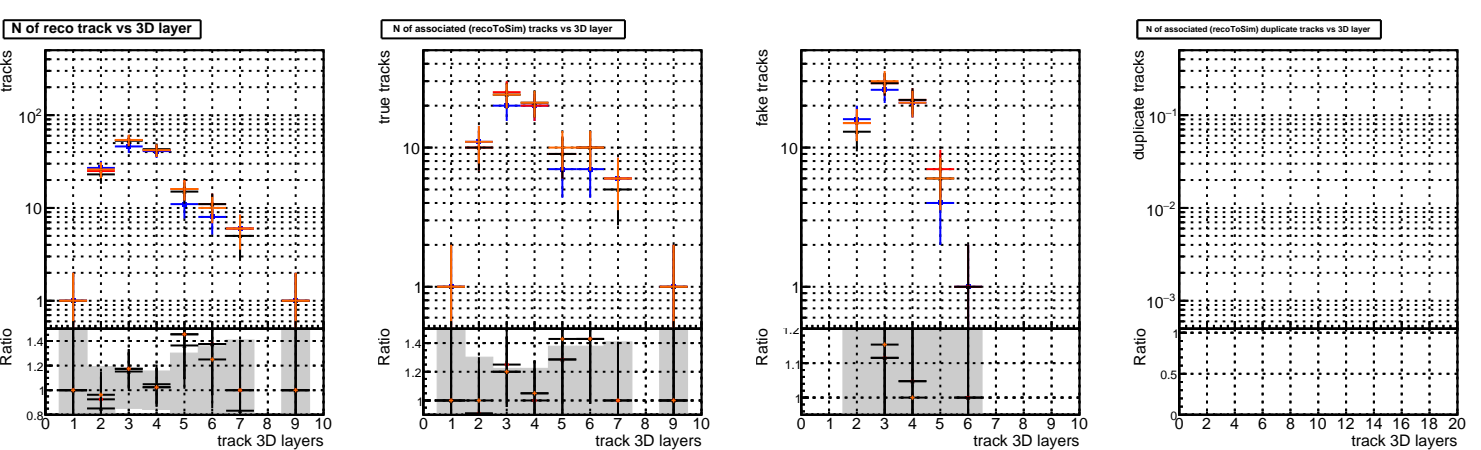 N of reco track vs 3D layer
N of associated (recoToSim) tracks vs 3D layer
N of associated (recoToSim) duplicate tracks vs 3D layer
tracks
10²
10
1
Ratio
1.4
1.2
1
0.8
0 1 2 3 4 5 6 7 8 9 10
track 3D layers
true tracks
10
1
Ratio
1.4
1.2
1
0 1 2 3 4 5 6 7 8 9 10
track 3D layers
fake tracks
10
1
Ratio
1.2
1.1
1
0 1 2 3 4 5 6 7 8 9 10
track 3D layers
duplicate tracks
10⁻¹
10⁻²
10⁻³
Ratio
1
0.5
0
0 2 4 6 8 10 12 14 16 18 20
track 3D layers